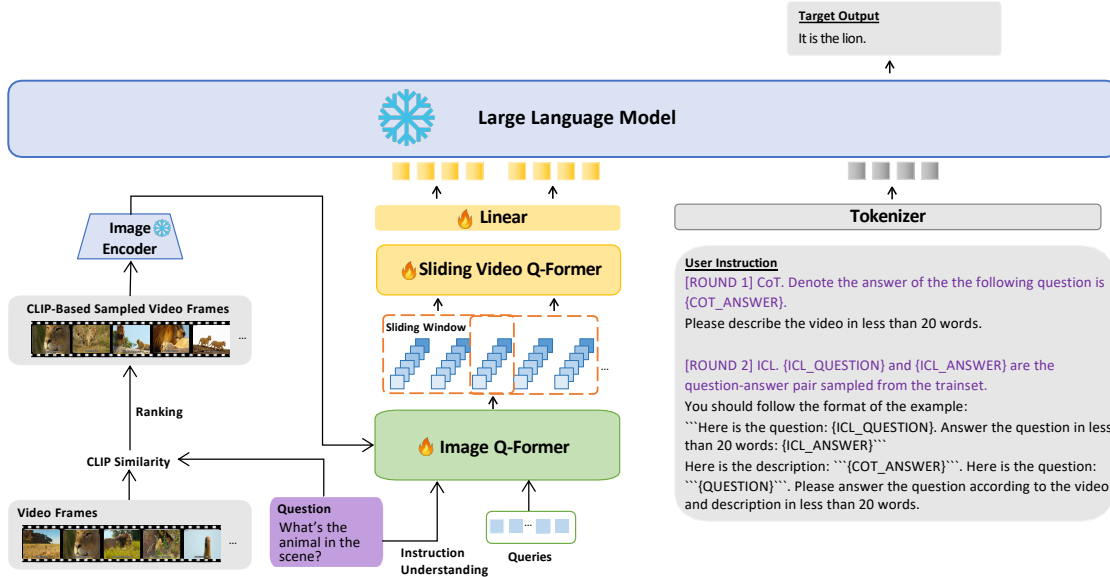 Target Output
It is the lion.
Large Language Model
Image
Encoder
Linear
Tokenizer
Sliding Video Q-Former
CLIP-Based Sampled Video Frames
...
Sliding Window
...
Ranking
Image Q-Former
CLIP Similarity
Video Frames
...
Question
What's the
animal in the
scene?
Instruction
Understanding
...
Queries
User Instruction
[ROUND 1] CoT. Denote the answer of the the following question is
{COT_ANSWER}.
Please describe the video in less than 20 words.
[ROUND 2] ICL. {ICL_QUESTION} and {ICL_ANSWER} are the
question-answer pair sampled from the trainset.
You should follow the format of the example:
```Here is the question: {ICL_QUESTION}. Answer the question in less
than 20 words: {ICL_ANSWER}```
Here is the description: ```{COT_ANSWER}```. Here is the question:
```{QUESTION}```. Please answer the question according to the video
and description in less than 20 words.